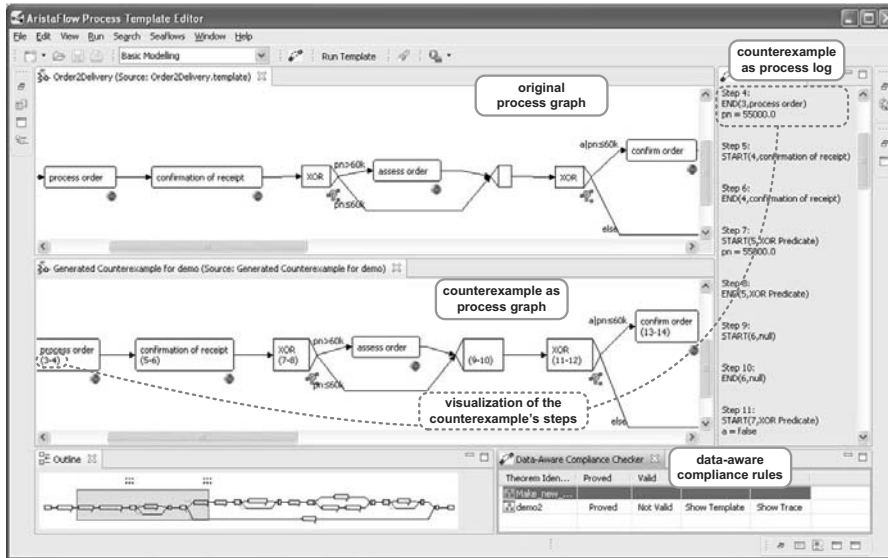 AristaFlow Process Template Editor
File Edit View Run Search Seaflows Window Help
Basic Modelling
Run Template
counterexample
as process log
Order2Delivery (Source: Order2Delivery.template)
original
process graph
process order
confirmation of receipt
XOR
pn>60k
pn≤60k
assess order
XOR
a|pn≤60k
else
confirm order
Step 4:
END(3,process order)
pn = 55000.0
Step 5:
START(4,confirmation of receipt)
Step 6:
END(4,confirmation of receipt)
Step 7:
START(5,XOR Predicate)
pn = 55000.0
Step 8:
END(5,XOR Predicate)
Step 9:
START(6,null)
Step 10:
END(6,null)
Step 11:
START(7,XOR Predicate)
a = false
Generated Counterexample for demo (Source: Generated Counterexample for demo)
counterexample as
process graph
process order
(3-4)
confirmation of receipt
(5-6)
XOR
(7-8)
pn>60k
pn≤60k
assess order
(9-10)
XOR
(11-12)
a|pn≤60k
else
confirm order
(13-14)
visualization of the
counterexample's steps
Outline
Data-Aware Compliance Checker
data-aware
compliance rules
Theorem Iden... Proved Valid
Make_new_...
demo2 Proved Not Valid Show Template Show Trace